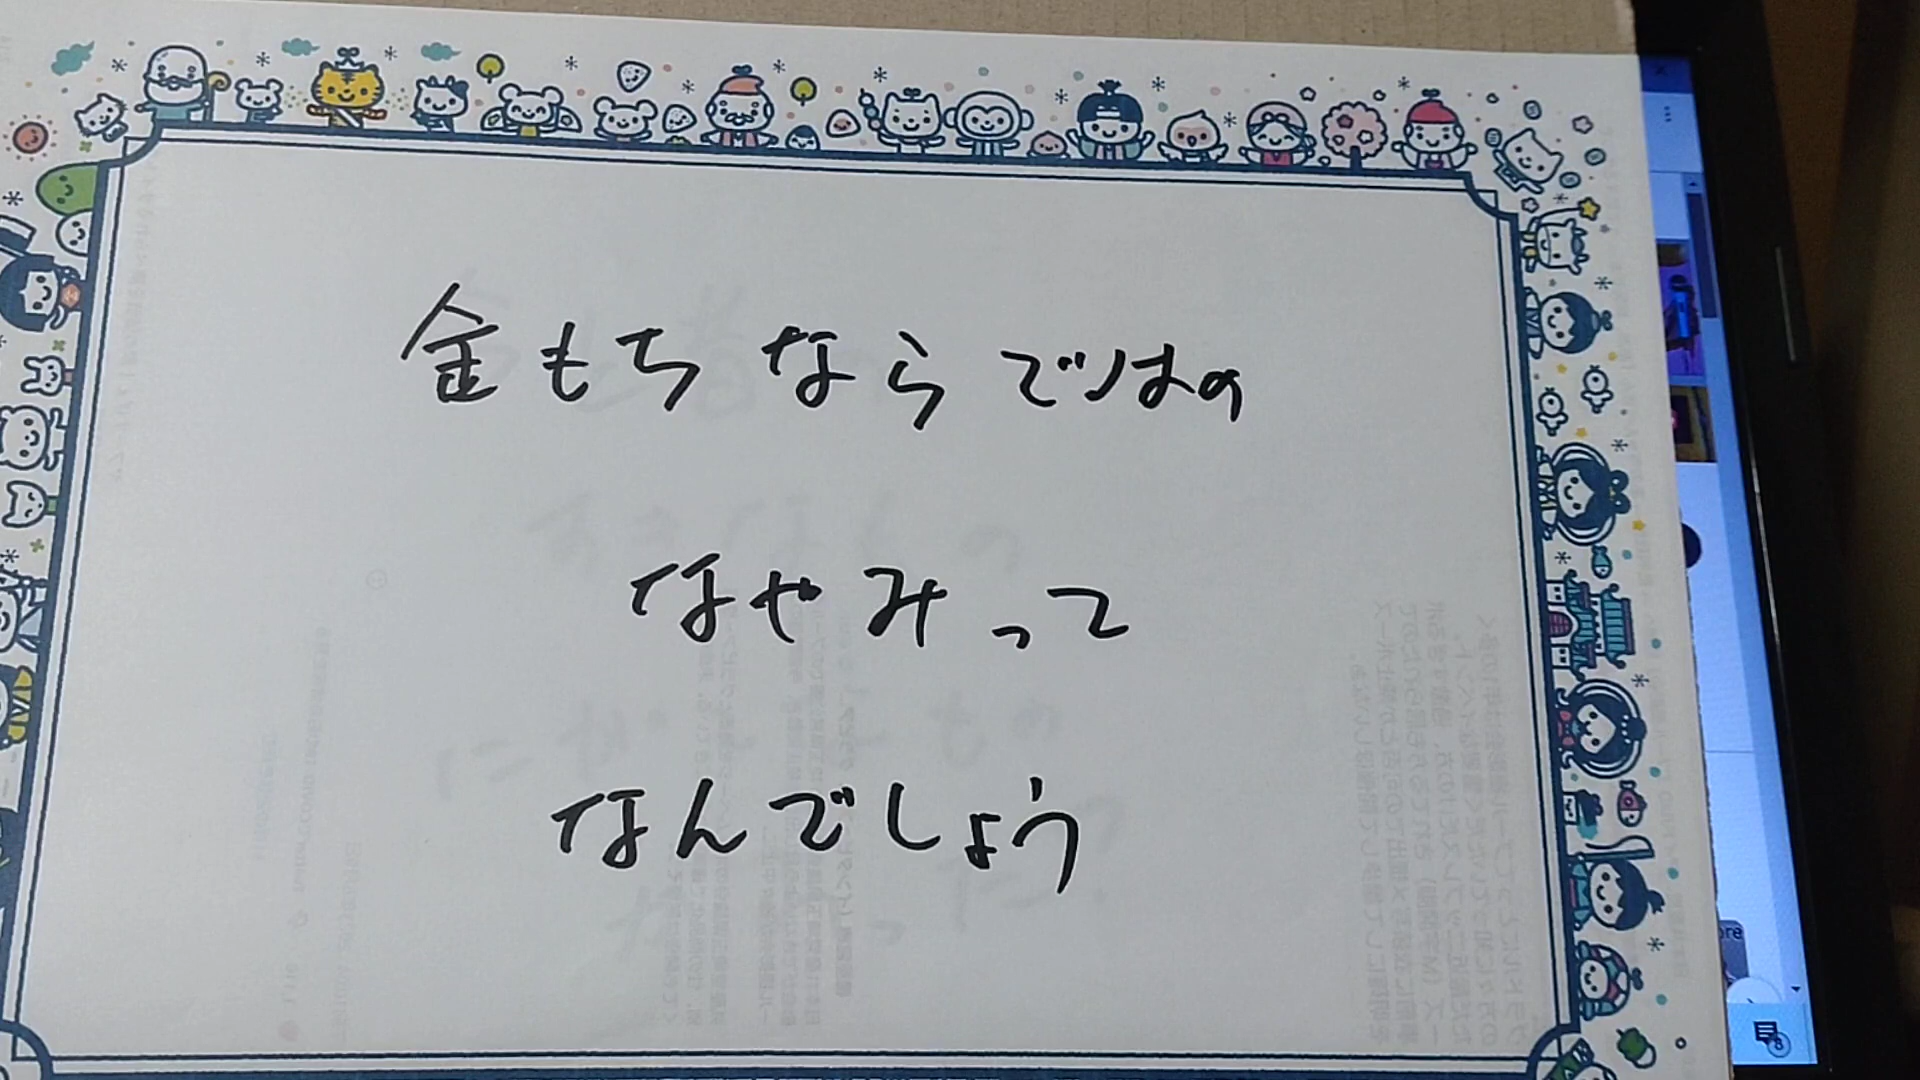 金もちならではの
なやみって
なんでしょう